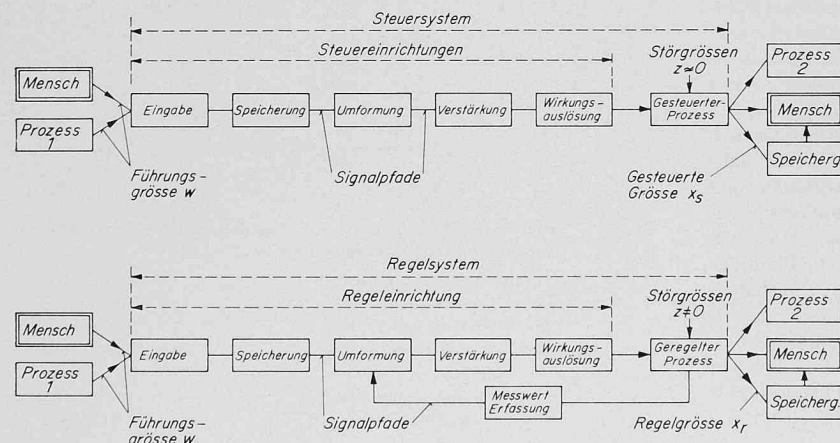 Steuersystem
Steuereinrichtungen
Störgrössen
z≈0
Prozess
2
Mensch
Prozess
1
Eingabe
Speicherung
Umformung
Verstärkung
Wirkungs-
auslösung
Gesteuerter-
Prozess
Mensch
Speicherg.
Führungs-
grösse w
Signalpfade
Gesteuerte
Grösse xs
Regelsystem
Regeleinrichtung
Störgrössen
z≠0
Prozess
2
Mensch
Prozess
1
Eingabe
Speicherung
Umformung
Verstärkung
Wirkungs-
auslösung
Geregelter
Prozess
Mensch
Speicherg.
Messwert
Erfassung
Führungs-
grösse w
Signalpfade
Regelgrösse xr